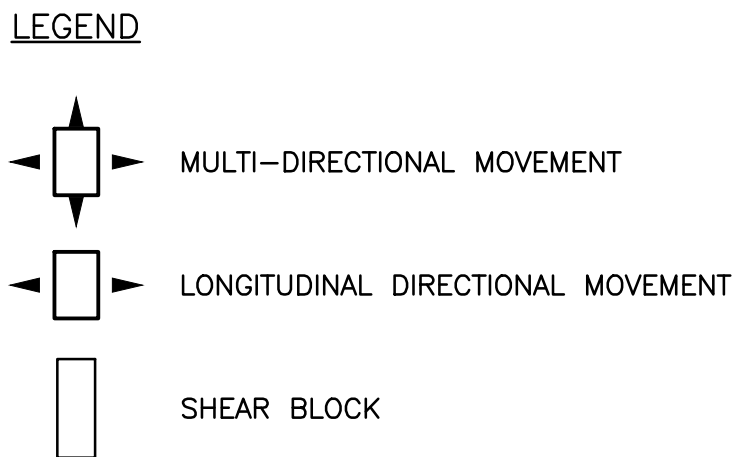 LEGEND
MULTI-DIRECTIONAL MOVEMENT
LONGITUDINAL DIRECTIONAL MOVEMENT
SHEAR BLOCK